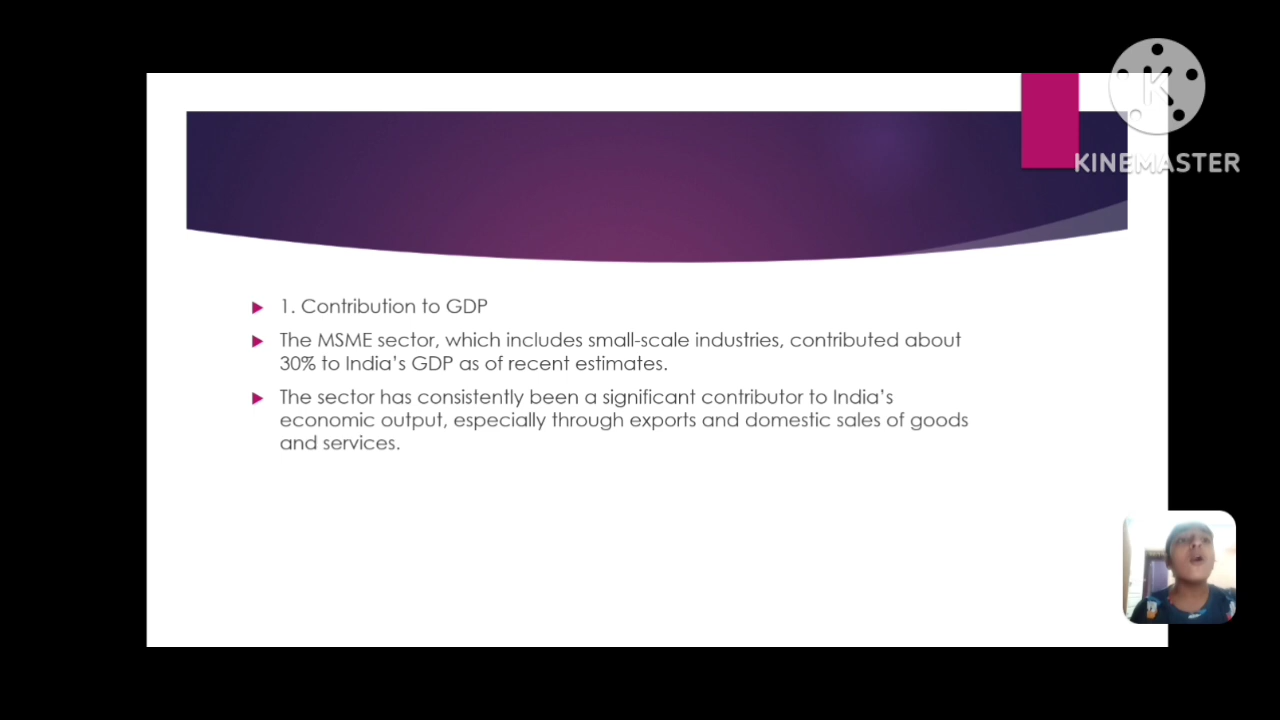 KINEMASTER
1. Contribution to GDP
The MSME sector, which includes small-scale industries, contributed about
30% to India's GDP as of recent estimates.
The sector has consistently been a significant contributor to India's
economic output, especially through exports and domestic sales of goods
and services.